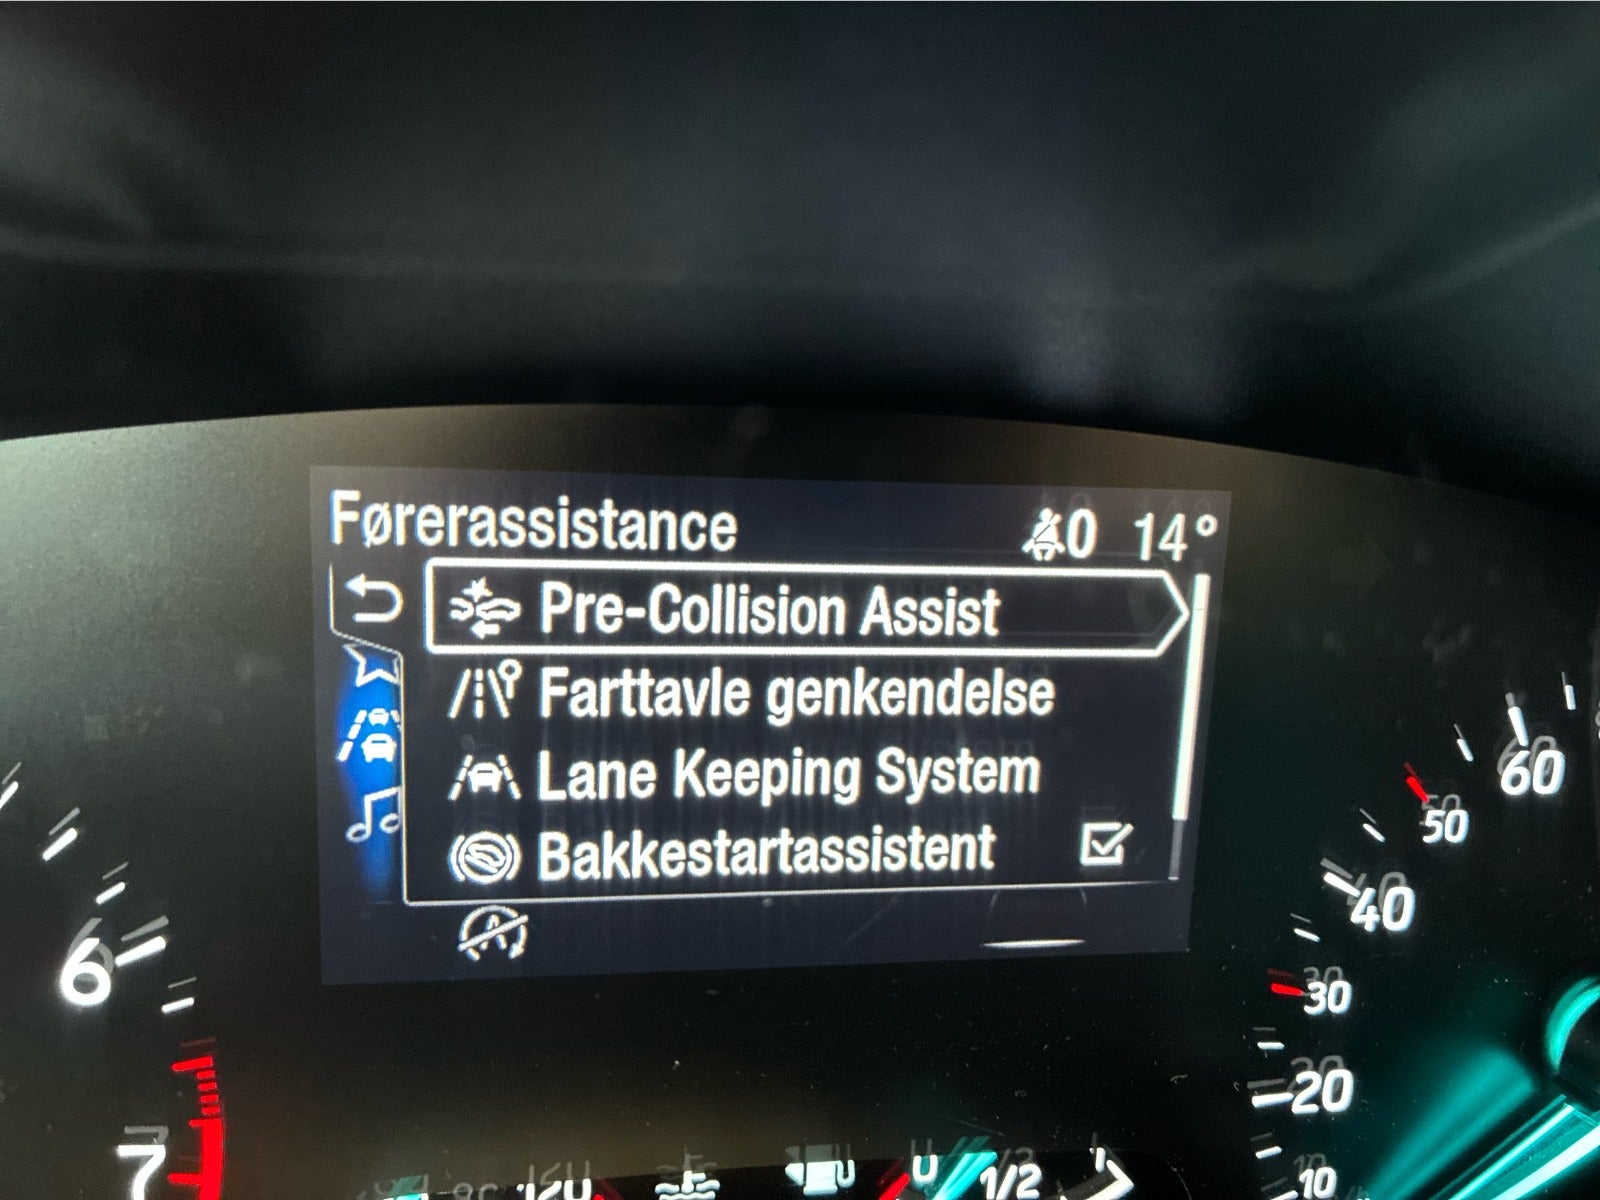 Førerassistance 0 14°
Pre-Collision Assist
Farttavle genkendelse
Lane Keeping System
Bakkestartassistent
A
60
50
40
6
30
20
7
1/2
10